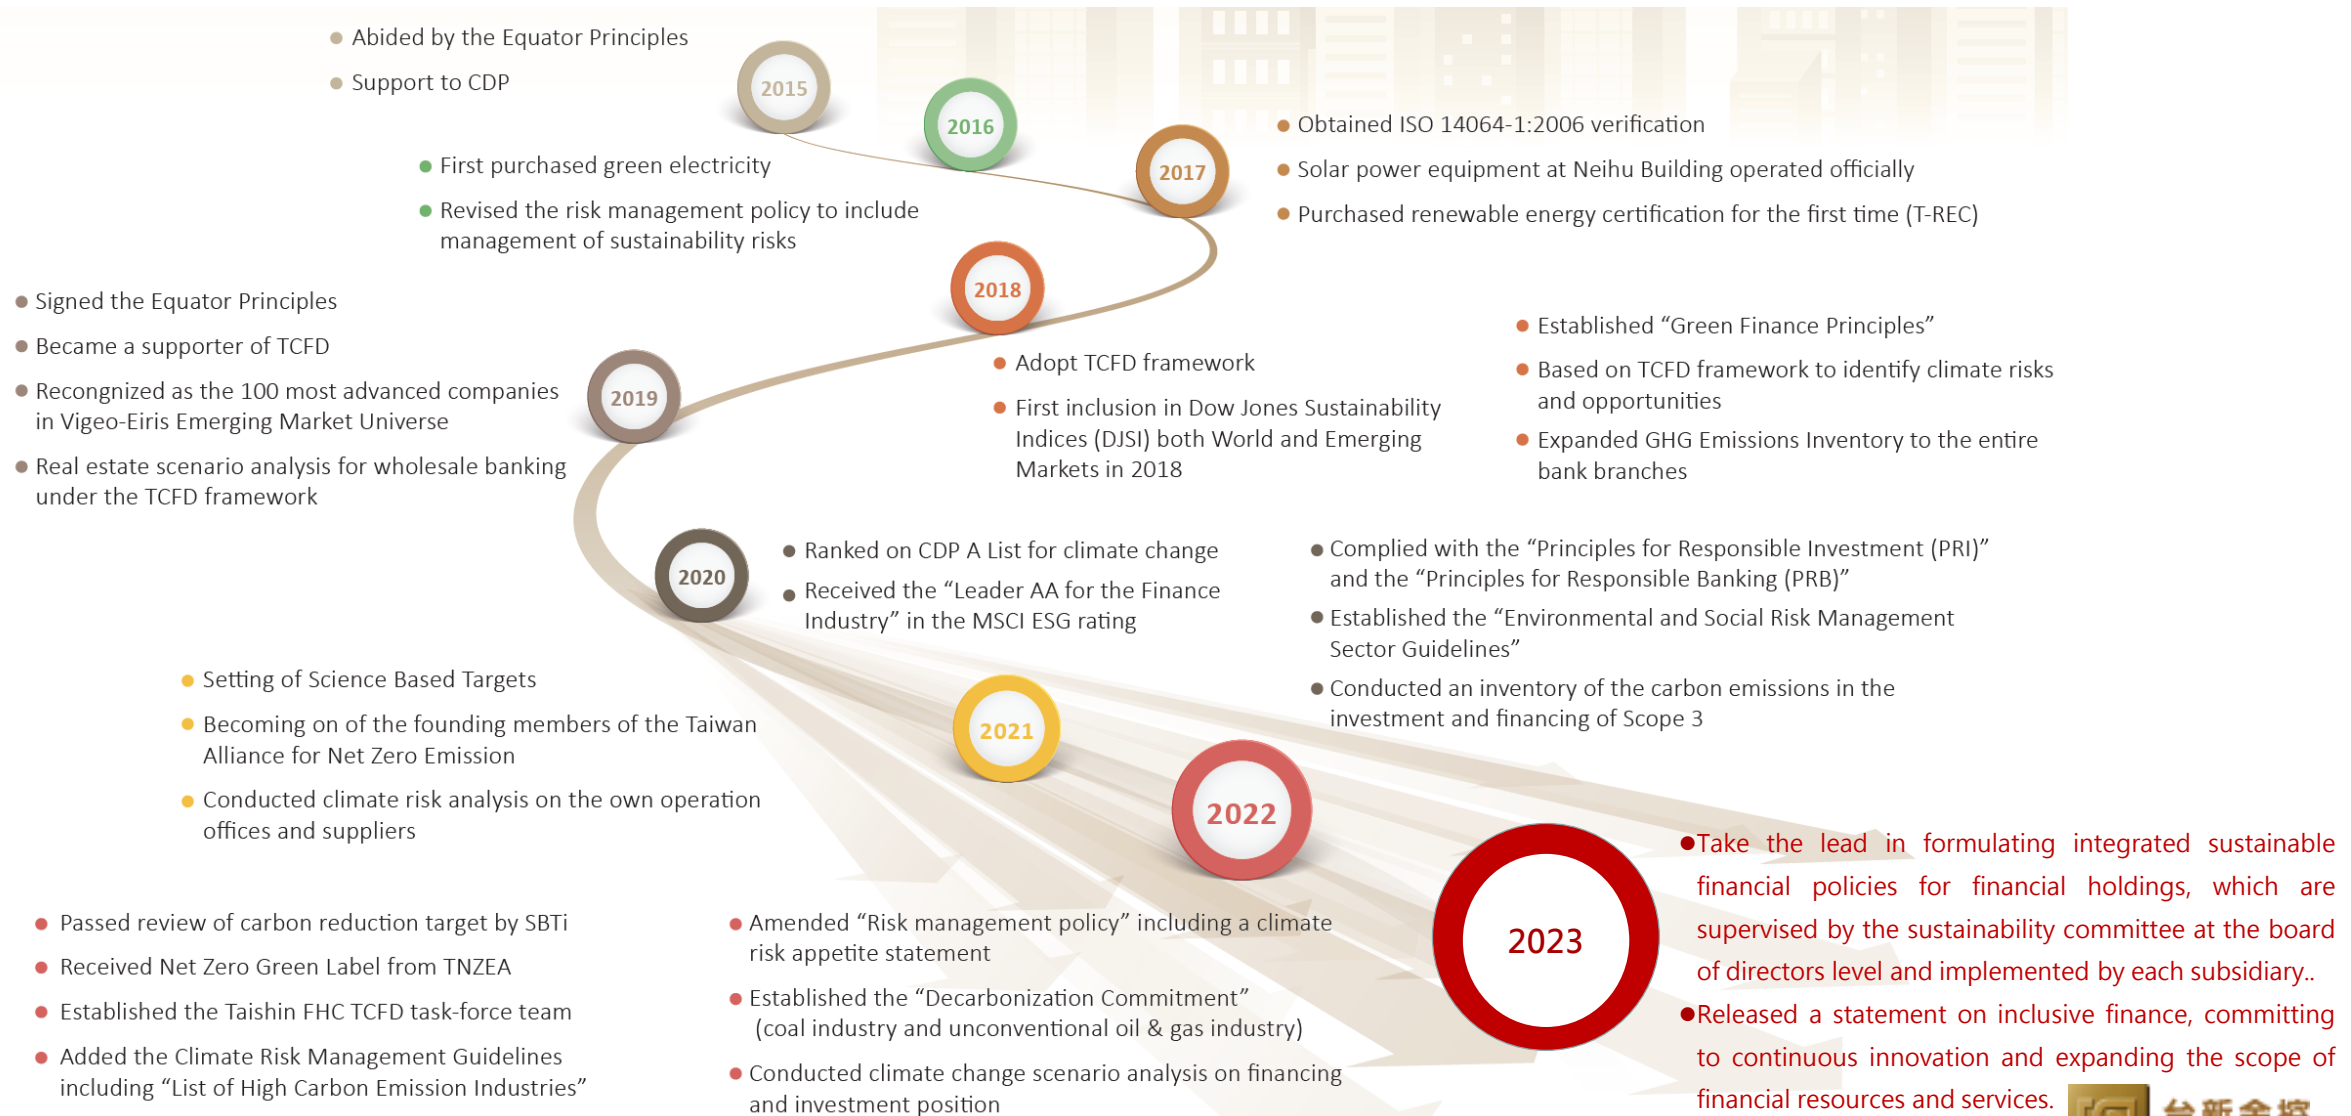 Abided by the Equator Principles
Support to CDP
2015
2016
First purchased green electricity
Revised the risk management policy to include
management of sustainability risks
2017
Obtained ISO 14064-1:2006 verification
Solar power equipment at Neihu Building operated officially
Purchased renewable energy certification for the first time (T-REC)
2018
Adopt TCFD framework
First inclusion in Dow Jones Sustainability
Indices (DJSI) both World and Emerging
Markets in 2018
Established “Green Finance Principles”
Based on TCFD framework to identify climate risks
and opportunities
Expanded GHG Emissions Inventory to the entire
bank branches
Signed the Equator Principles
Became a supporter of TCFD
Recongnized as the 100 most advanced companies
in Vigeo-Eiris Emerging Market Universe
Real estate scenario analysis for wholesale banking
under the TCFD framework
2019
2020
Ranked on CDP A List for climate change
Received the “Leader AA for the Finance
Industry” in the MSCI ESG rating
Complied with the “Principles for Responsible Investment (PRI)”
and the “Principles for Responsible Banking (PRB)”
Established the “Environmental and Social Risk Management
Sector Guidelines”
Conducted an inventory of the carbon emissions in the
investment and financing of Scope 3
Setting of Science Based Targets
Becoming on of the founding members of the Taiwan
Alliance for Net Zero Emission
Conducted climate risk analysis on the own operation
offices and suppliers
2021
2022
Passed review of carbon reduction target by SBTi
Received Net Zero Green Label from TNZEA
Established the Taishin FHC TCFD task-force team
Added the Climate Risk Management Guidelines
including “List of High Carbon Emission Industries”
Amended “Risk management policy” including a climate
risk appetite statement
Established the “Decarbonization Commitment”
(coal industry and unconventional oil & gas industry)
Conducted climate change scenario analysis on financing
and investment position
2023
Take the lead in formulating integrated sustainable
financial policies for financial holdings, which are
supervised by the sustainability committee at the board
of directors level and implemented by each subsidiary..
Released a statement on inclusive finance, committing
to continuous innovation and expanding the scope of
financial resources and services.
台新金控